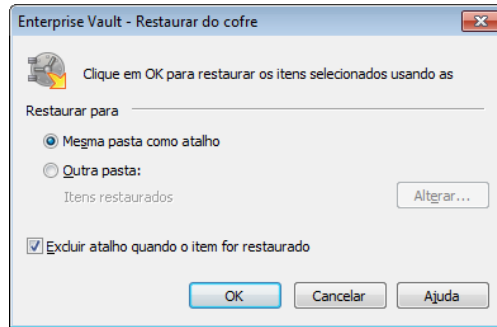 Enterprise Vault - Restaurar do cofre
Clique em OK para restaurar os itens selecionados usando as
Restaurar para
Mesma pasta como atalho
Outra pasta:
Itens restaurados
Alterar...
Excluir atalho quando o item for restaurado
OK
Cancelar
Ajuda